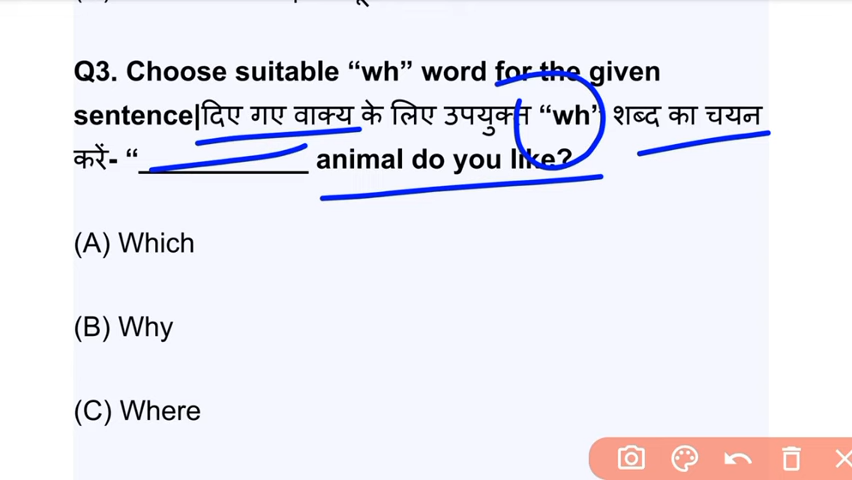 Q3. Choose suitable “wh” word for the given
sentence|दिए गए वाक्य के लिए उपयुक्त “wh” शब्द का चयन
करें- “____________ animal do you like?
(A) Which
(B) Why
(C) Where